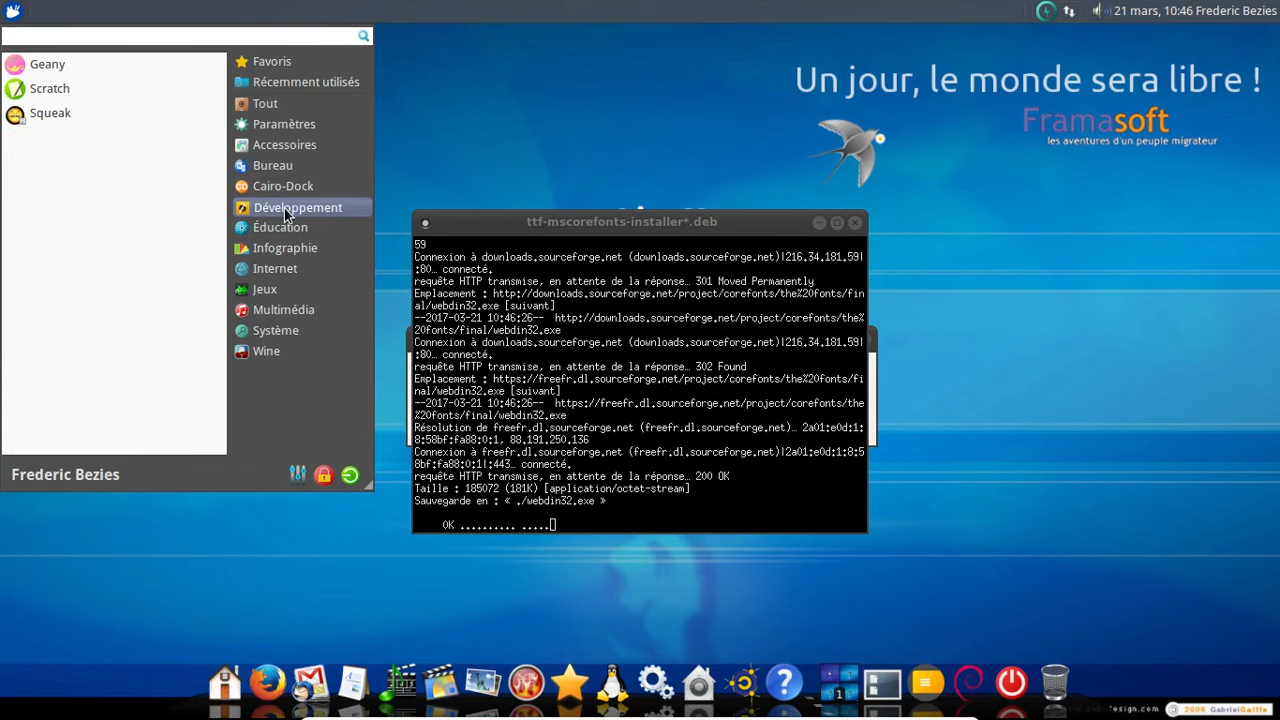 21 mars, 10:46 Frederic Bezies
Geany
Scratch
Squeak
Favoris
Récemment utilisés
Tout
Paramètres
Accessoires
Bureau
Cairo-Dock
Développement
Éducation
Infographie
Internet
Jeux
Multimédia
Système
Wine
Frederic Bezies
Un jour, le monde sera libre !
Framasoft
les aventures d'un peuple migrateur
ttf-mscorefonts-installer*.deb
59
Connexion à downloads.sourceforge.net (downloads.sourceforge.net)|216.34.181.59|
:80… connecté.
requête HTTP transmise, en attente de la réponse… 301 Moved Permanently
Emplacement : http://downloads.sourceforge.net/project/corefonts/the%20fonts/fin
al/webdin32.exe [suivant]
--2017-03-21 10:46:26--  http://downloads.sourceforge.net/project/corefonts/the%
20fonts/final/webdin32.exe
Connexion à downloads.sourceforge.net (downloads.sourceforge.net)|216.34.181.59|
:80… connecté.
requête HTTP transmise, en attente de la réponse… 302 Found
Emplacement : https://freefr.dl.sourceforge.net/project/corefonts/the%20fonts/fi
nal/webdin32.exe [suivant]
--2017-03-21 10:46:26--  https://freefr.dl.sourceforge.net/project/corefonts/the
%20fonts/final/webdin32.exe
Résolution de freefr.dl.sourceforge.net (freefr.dl.sourceforge.net)… 2a01:e0d:1:
8:58bf:fa88:0:1, 88.191.250.136
Connexion à freefr.dl.sourceforge.net (freefr.dl.sourceforge.net)|2a01:e0d:1:8:5
8bf:fa88:0:1|:443… connecté.
requête HTTP transmise, en attente de la réponse… 200 OK
Taille : 185072 (181K) [application/octet-stream]
Sauvegarde en : « ./webdin32.exe »
0K .......... .....
1
2006 GabrielGaiffe